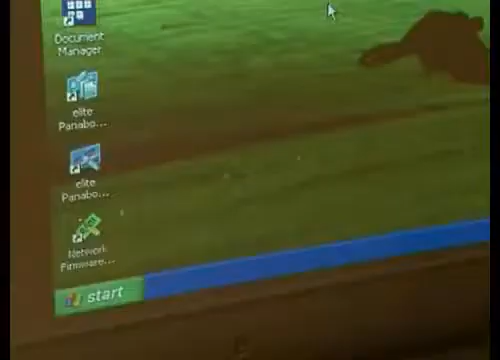 Document
Manager
elite
Panabo...
elite
Panabo...
Network
Firmware...
start